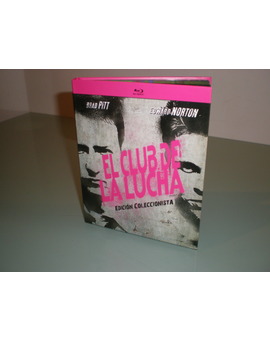 BRAD PITT
EDWARD NORTON
EL CLUB DE
LA LUCHA
EDICIÓN COLECCIONISTA